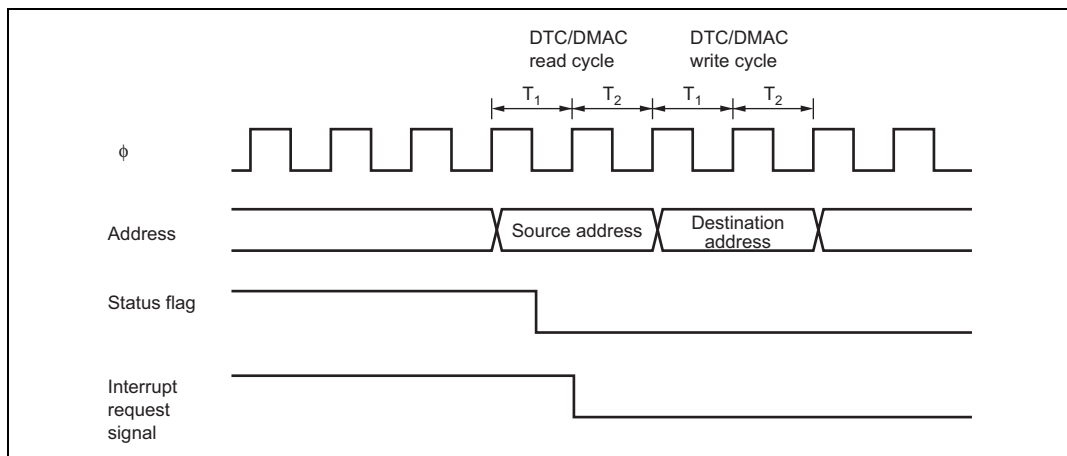 DTC/DMAC
read cycle
DTC/DMAC
write cycle
T1
T2
T1
T2
ϕ
Address
Source address
Destination
address
Status flag
Interrupt
request
signal